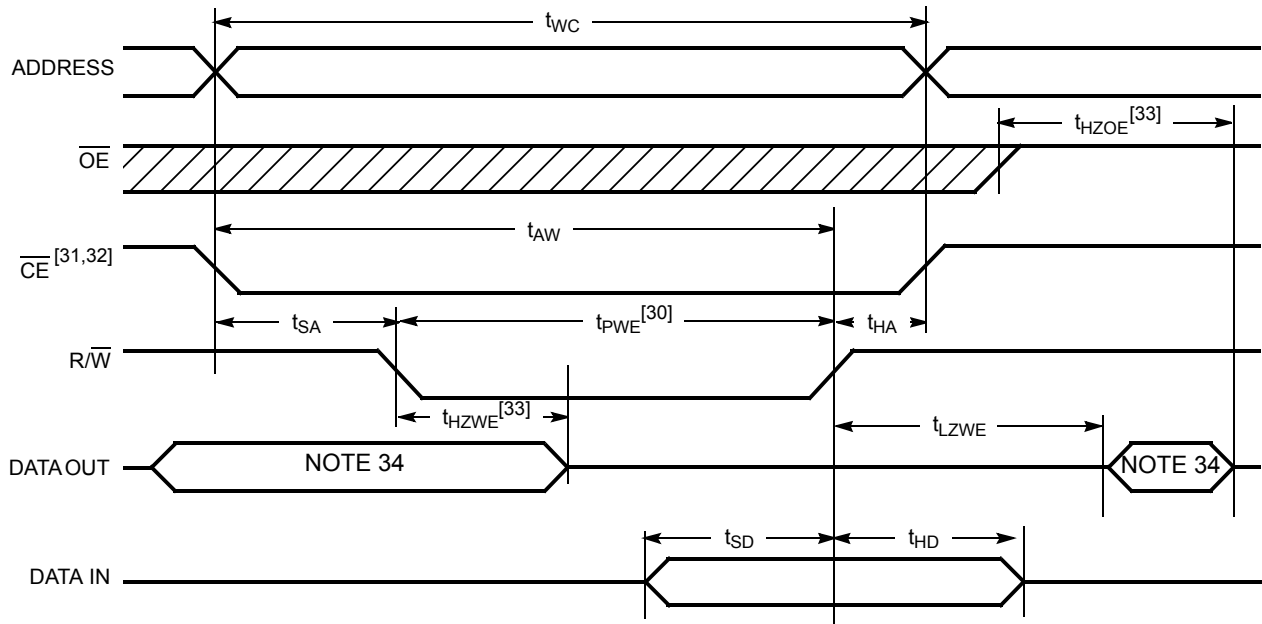 tWC
ADDRESS
tHZOE[33]
OE
tAW
CE [31,32]
tSA
tPWE[30]
tHA
R/W
tHZWE[33]
tLZWE
DATA OUT
NOTE 34
NOTE 34
tSD
tHD
DATA IN